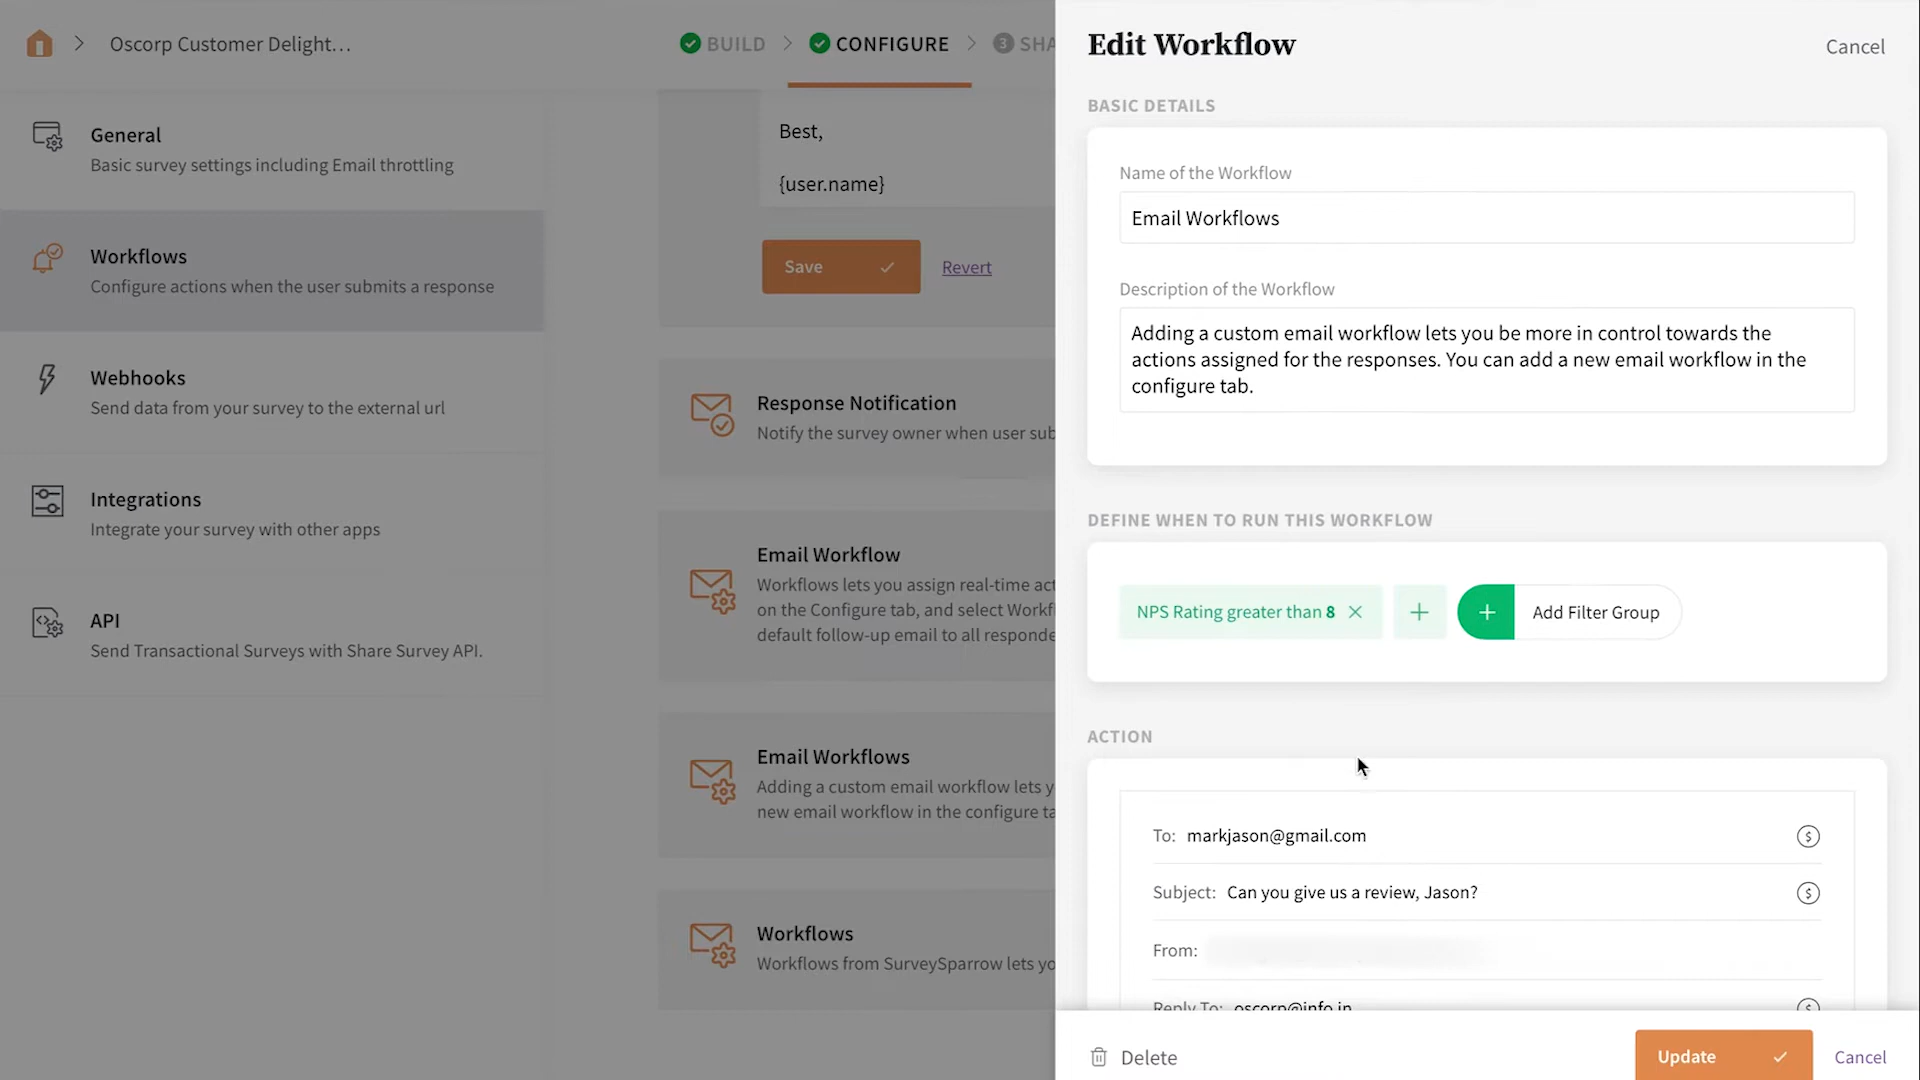 Oscorp Customer Delight...
BUILD
CONFIGURE
3 SHA
General
Basic survey settings including Email throttling
Workflows
Configure actions when the user submits a response
Webhooks
Send data from your survey to the external url
Integrations
Integrate your survey with other apps
API
Send Transactional Surveys with Share Survey API.
Best,
{user.name}
Save
Revert
Response Notification
Notify the survey owner when user sub
Email Workflow
Workflows lets you assign real-time act
on the Configure tab, and select Workf
default follow-up email to all responde
Email Workflows
Adding a custom email workflow lets y
new email workflow in the configure ta
Workflows
Workflows from SurveySparrow lets yo
Edit Workflow
Cancel
BASIC DETAILS
Name of the Workflow
Email Workflows
Description of the Workflow
Adding a custom email workflow lets you be more in control towards the
actions assigned for the responses. You can add a new email workflow in the
configure tab.
DEFINE WHEN TO RUN THIS WORKFLOW
NPS Rating greater than 8
Add Filter Group
ACTION
To: markjason@gmail.com
Subject: Can you give us a review, Jason?
From:
Reply To: oscorp@info.in
Delete
Update
Cancel